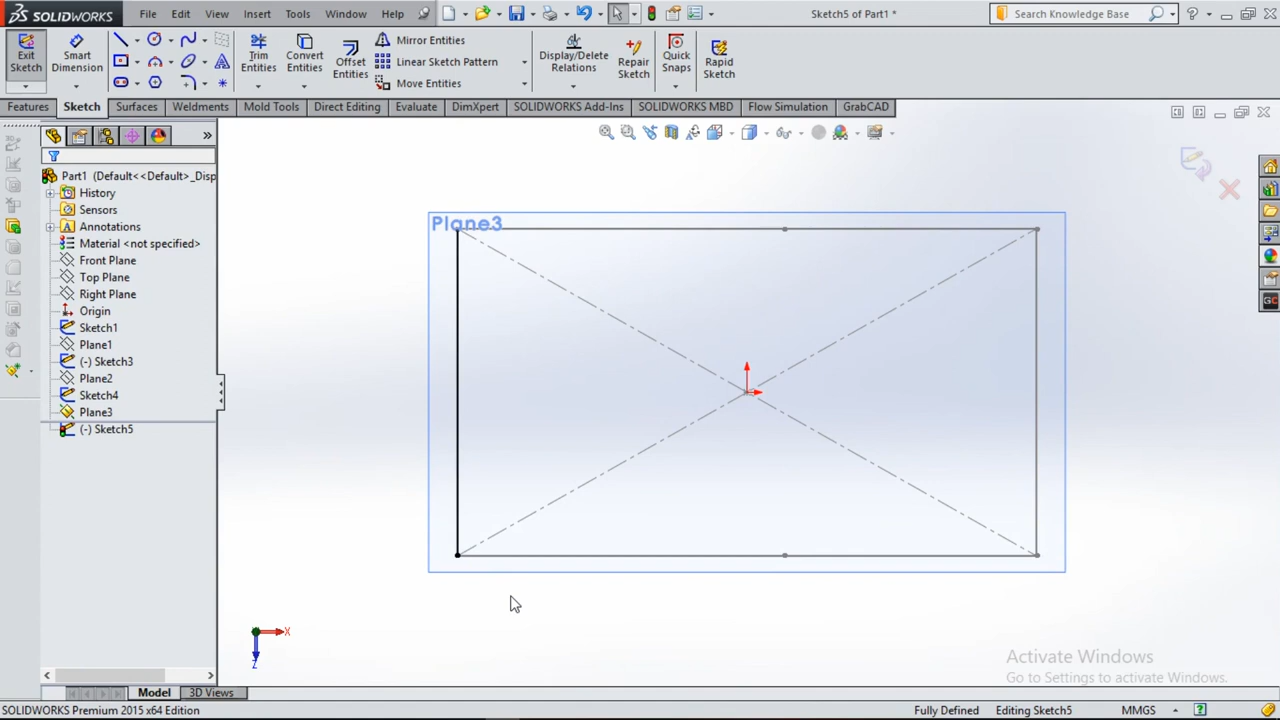 SOLIDWORKS File Edit View Insert Tools Window Help Sketch5 of Part1 * Search Knowledge Base
Exit Sketch
Smart Dimension
Trim Entities
Convert Entities
Offset Entities
Mirror Entities
Linear Sketch Pattern
Move Entities
Display/Delete Relations
Repair Sketch
Quick Snaps
Rapid Sketch
Features Sketch Surfaces Weldments Mold Tools Direct Editing Evaluate DimXpert SOLIDWORKS Add-Ins SOLIDWORKS MBD Flow Simulation GrabCAD
Part1 (Default<<Default>_Disp
History
Sensors
Annotations
Material <not specified>
Front Plane
Top Plane
Right Plane
Origin
Sketch1
Plane1
(-) Sketch3
Plane2
Sketch4
Plane3
(-) Sketch5
Plane3
X
Z
Activate Windows
Go to Settings to activate Windows.
Model 3D Views
SOLIDWORKS Premium 2015 x64 Edition Fully Defined Editing Sketch5 MMGS